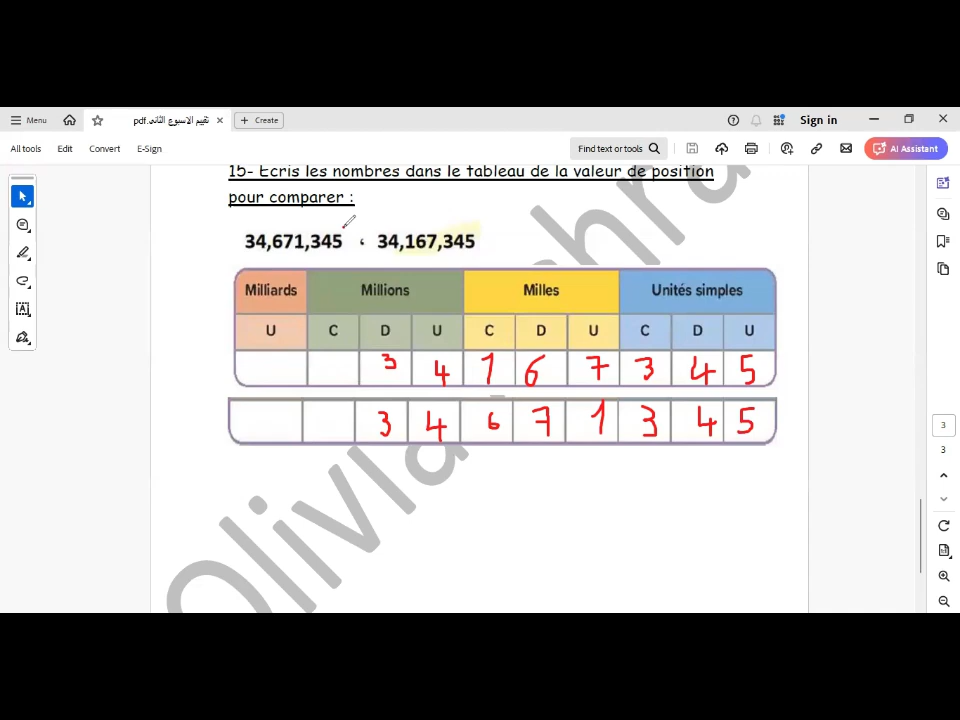 Menu تقييم الاسبوع الثاني.pdf × + Create Sign in
All tools Edit Convert E-Sign Find text or tools AI Assistant
15- Ecris les nombres dans le tableau de la valeur de position
pour comparer :
34,671,345 ، 34,167,345
Milliards Millions Milles Unités simples
U C D U C D U C D U
3 4 1 6 7 3 4 5
3 4 6 7 1 3 4 5
3
3
Olivia
hra